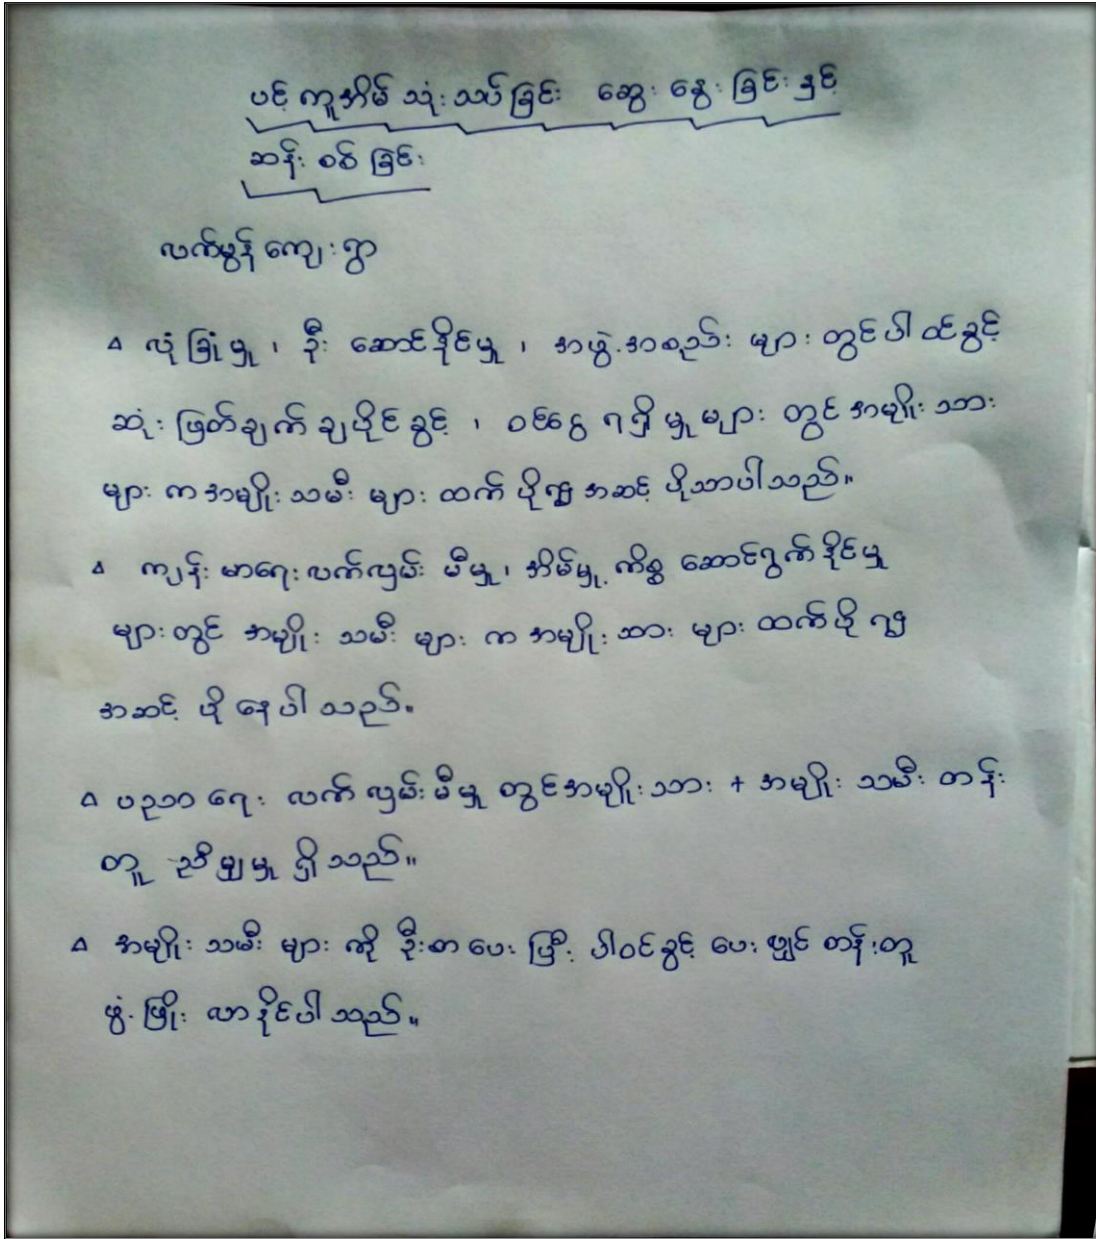 ပင့်ကူအိမ် သုံးသပ်ခြင်း ဆွေးနွေးခြင်းနှင့်
ဆန်းစစ်ခြင်း
လက်မွန်ကျေးရွာ
∆ လုံခြုံမှု ၊ ဦးဆောင်နိုင်မှု ၊ အဖွဲ့အစည်းများတွင်ပါဝင်ခွင့်
ဆုံးဖြတ်ချက်ချပိုင်ခွင့် ၊ ဝင်ငွေရရှိမှုများတွင် အမျိုးသား
များက အမျိုးသမီးများထက် ပို၍ အဆင့်ပိုသာပါသည်။
∆ ကျန်းမာရေးလက်လှမ်းမီမှု ၊ အိမ်မှုကိစ္စ ဆောင်ရွက်နိုင်မှု
များတွင် အမျိုးသမီးများက အမျိုးသားများထက်ပို၍
အဆင့်ပိုနေပါသည်။
∆ ပညာရေး လက်လှမ်းမီမှုတွင်အမျိုးသား + အမျိုးသမီး တန်း
တူ ညီမျှမှုရှိသည်။
∆ အမျိုးသမီးများကို ဦးစားပေးပြီး ပါဝင်ခွင့်ပေးလျှင် တန်းတူ
ဖွံ့ဖြိုးလာနိုင်ပါသည်။